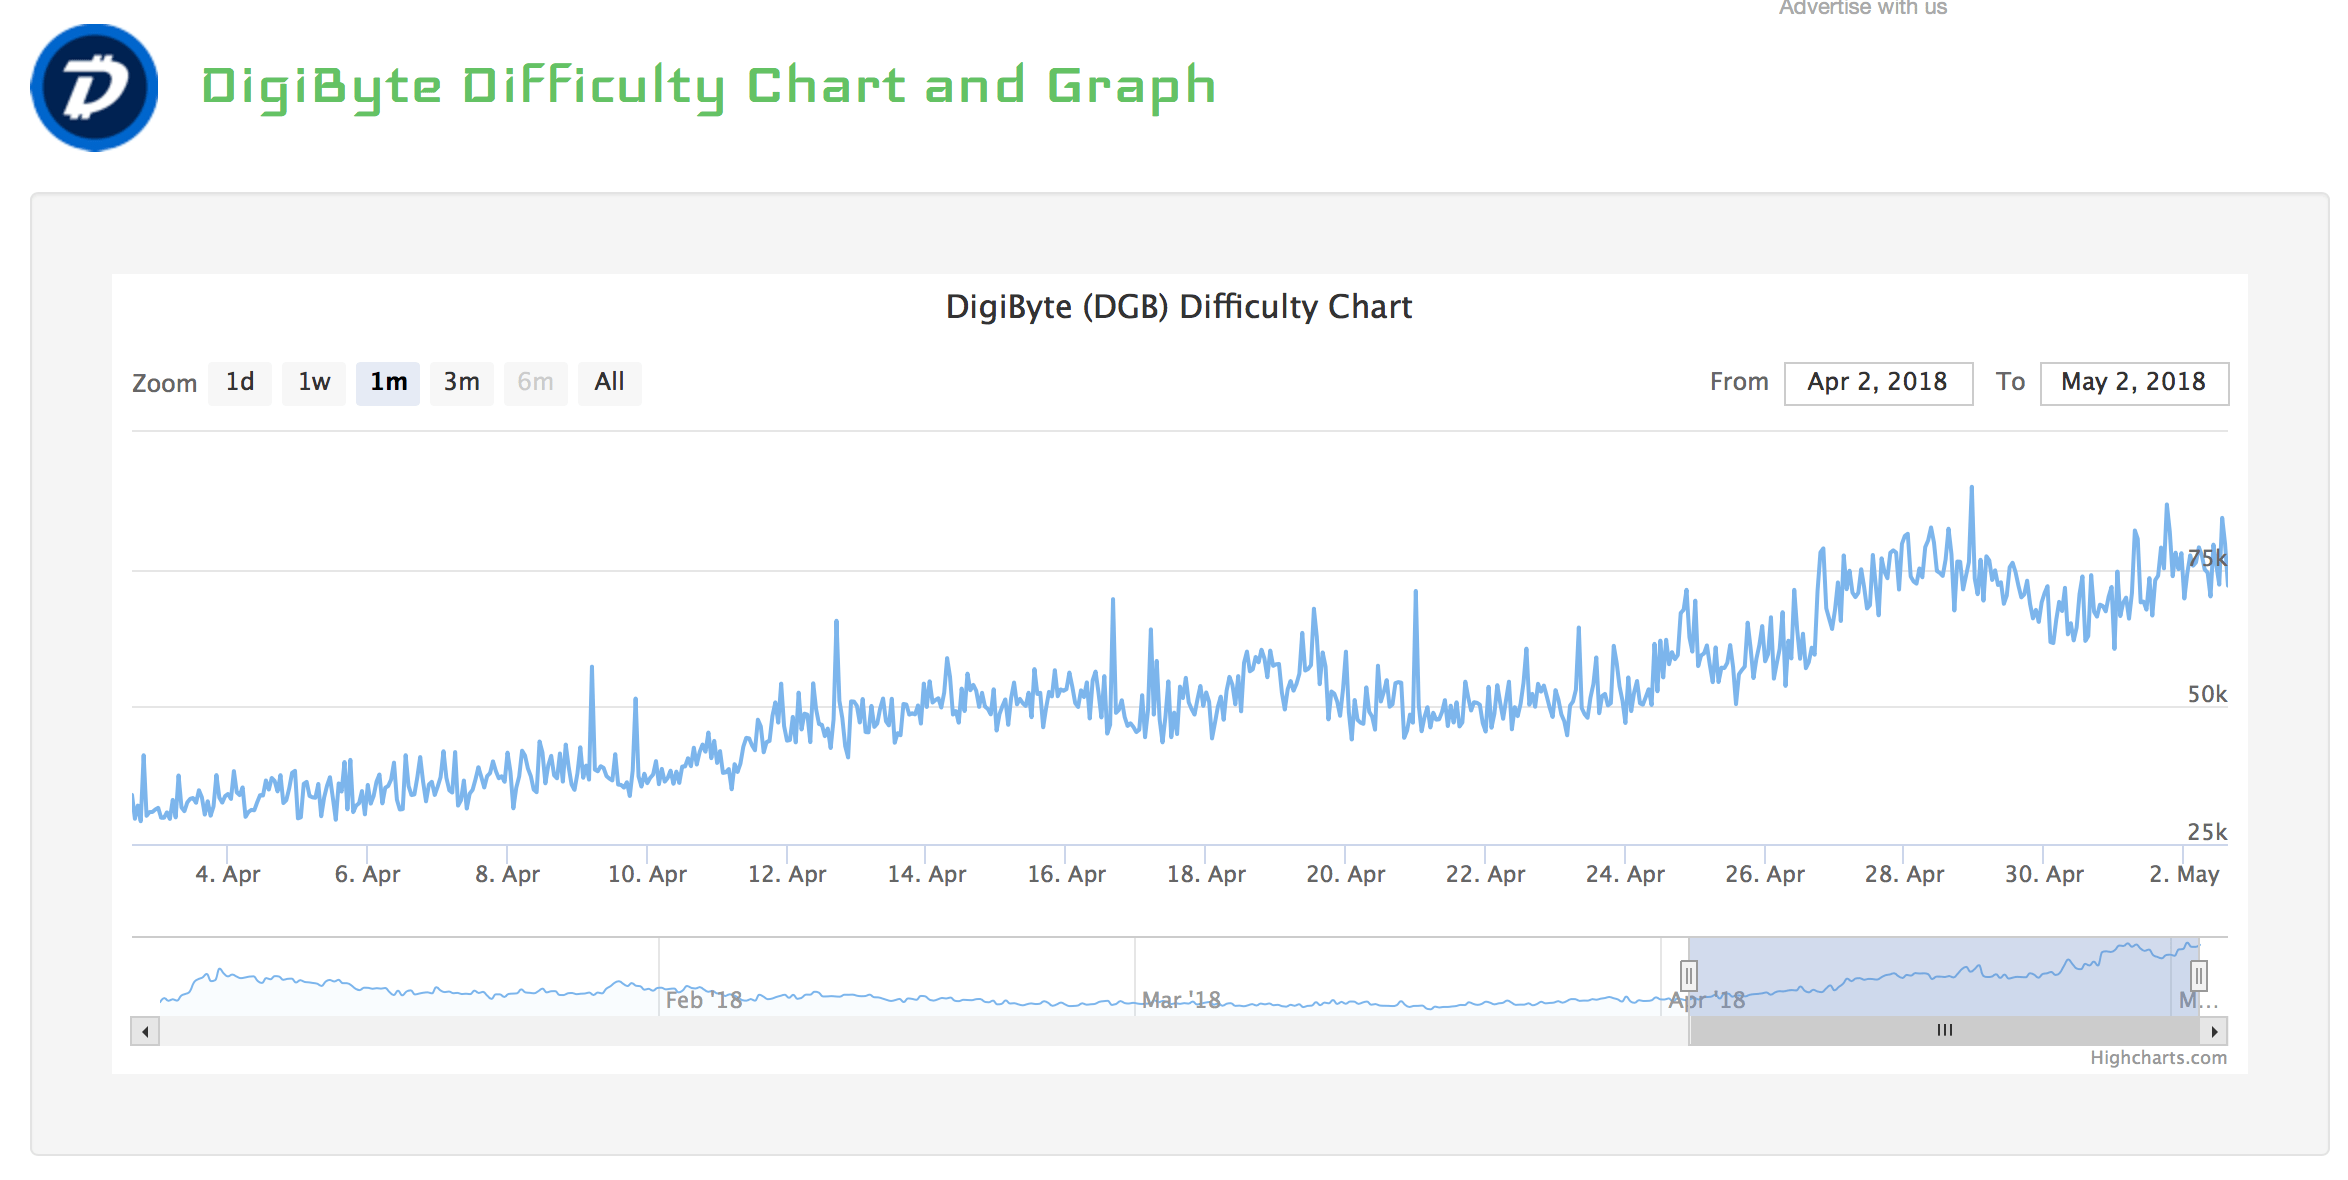 Advertise with us
DigiByte Difficulty Chart and Graph
DigiByte (DGB) Difficulty Chart
Zoom 1d 1w 1m 3m 6m All From Apr 2, 2018 To May 2, 2018
75k
50k
25k
4. Apr 6. Apr 8. Apr 10. Apr 12. Apr 14. Apr 16. Apr 18. Apr 20. Apr 22. Apr 24. Apr 26. Apr 28. Apr 30. Apr 2. May
Feb '18 Mar '18 Apr '18 M...
Highcharts.com